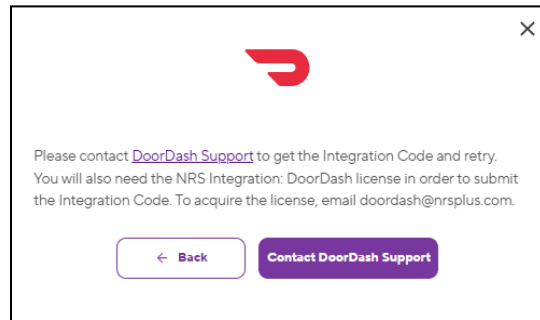 Please contact DoorDash Support to get the Integration Code and retry.
You will also need the NRS Integration: DoorDash license in order to submit
the Integration Code. To acquire the license, email doordash@nrsplus.com.
← Back
Contact DoorDash Support